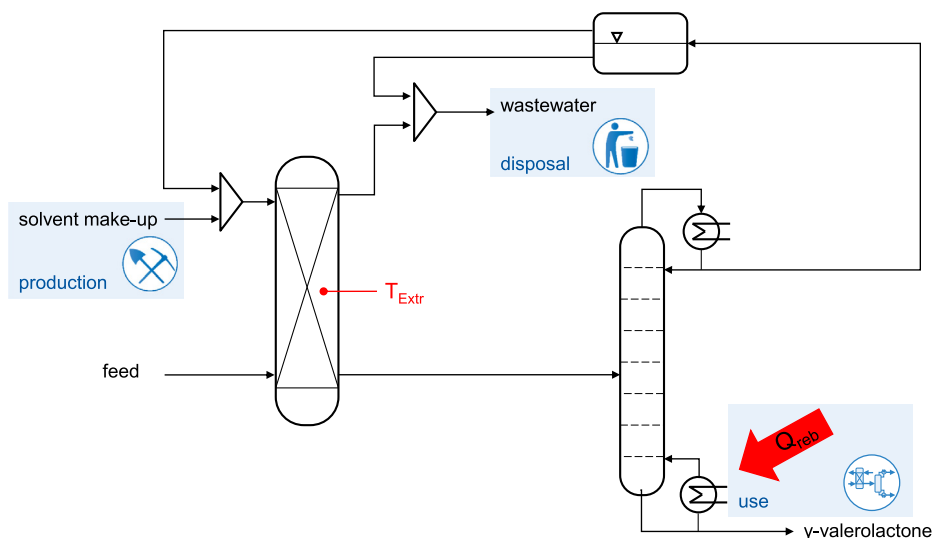 wastewater
disposal
solvent make-up
production
T_Extr
feed
Q_reb
use
γ-valerolactone